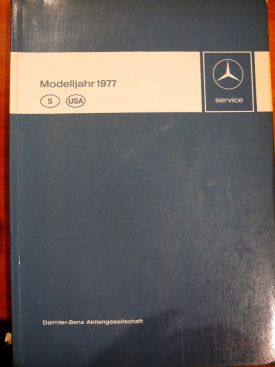 Modelljahr 1977
S USA
service
Daimler-Benz Aktiengesellschaft